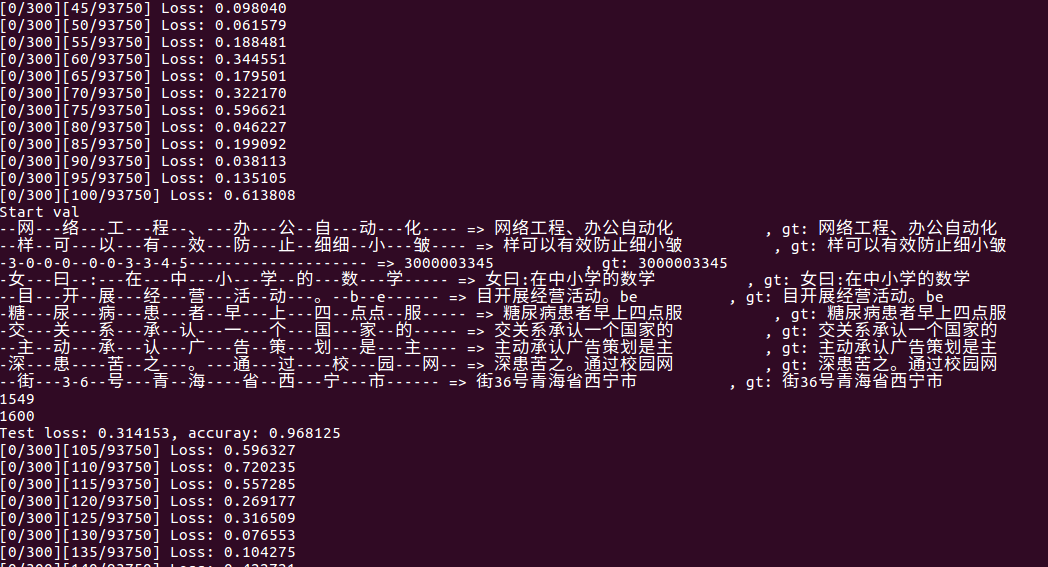 [0/300][45/93750] Loss: 0.098040
[0/300][50/93750] Loss: 0.061579
[0/300][55/93750] Loss: 0.188481
[0/300][60/93750] Loss: 0.344551
[0/300][65/93750] Loss: 0.179501
[0/300][70/93750] Loss: 0.322170
[0/300][75/93750] Loss: 0.596621
[0/300][80/93750] Loss: 0.046227
[0/300][85/93750] Loss: 0.199092
[0/300][90/93750] Loss: 0.038113
[0/300][95/93750] Loss: 0.135105
[0/300][100/93750] Loss: 0.613808
Start val
--网---络---工---程--、---办---公--自---动---化---- => 网络工程、办公自动化 , gt: 网络工程、办公自动化
--样--可---以---有---效---防---止--细细--小---皱---- => 样可以有效防止细小皱 , gt: 样可以有效防止细小皱
-3-0-0-0--0-0-3-3-4-5-------------------- => 3000003345 , gt: 3000003345
-女---曰--:---在---中---小---学---的---数---学----- => 女曰:在中小学的数学 , gt: 女曰:在中小学的数学
--目---开--展---经---营---活--动---。--b--e------ => 目开展经营活动。be , gt: 目开展经营活动。be
-糖---尿---病---患---者---早---上---四--点点--服----- => 糖尿病患者早上四点服 , gt: 糖尿病患者早上四点服
--交---关---系---承--认---一---个---国---家--的----- => 交关系承认一个国家的 , gt: 交关系承认一个国家的
--主--动---承---认---广---告--策---划---是---主---- => 主动承认广告策划是主 , gt: 主动承认广告策划是主
-深---患---苦---之---。---通---过----校---园---网-- => 深患苦之。通过校园网 , gt: 深患苦之。通过校园网
--街---3-6--号---青--海----省--西---宁---市------ => 街36号青海省西宁市 , gt: 街36号青海省西宁市
1549
1600
Test loss: 0.314153, accuray: 0.968125
[0/300][105/93750] Loss: 0.596327
[0/300][110/93750] Loss: 0.720235
[0/300][115/93750] Loss: 0.557285
[0/300][120/93750] Loss: 0.269177
[0/300][125/93750] Loss: 0.316509
[0/300][130/93750] Loss: 0.076553
[0/300][135/93750] Loss: 0.104275